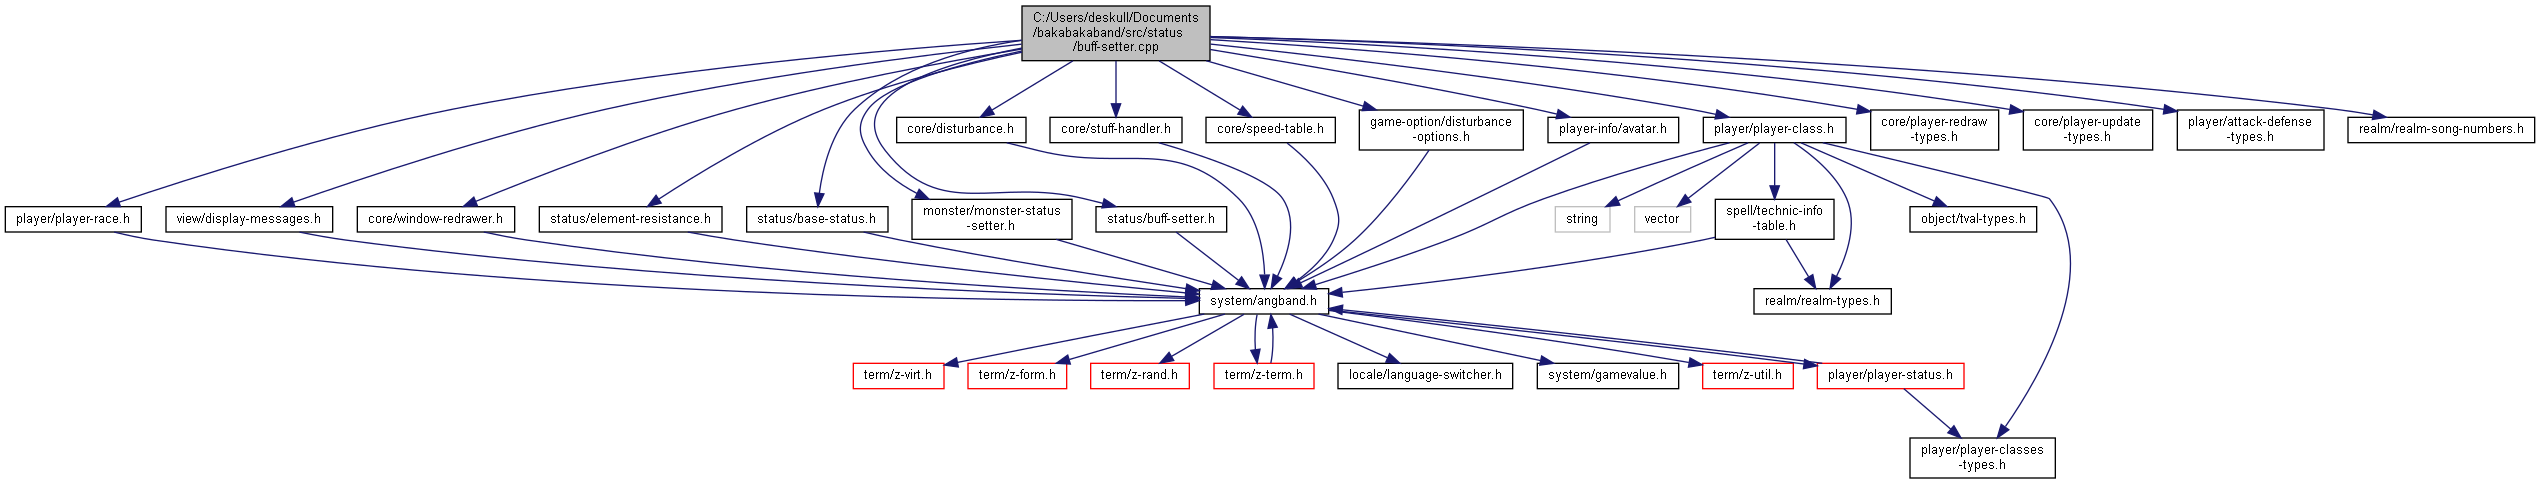 C:/Users/deskull/Documents
/bakabakaband/src/status
/buff-setter.cpp
core/disturbance.h
core/stuff-handler.h
core/speed-table.h
game-option/disturbance
-options.h
player-info/avatar.h
player/player-class.h
core/player-redraw
-types.h
core/player-update
-types.h
player/attack-defense
-types.h
realm/realm-song-numbers.h
player/player-race.h
view/display-messages.h
core/window-redrawer.h
status/element-resistance.h
status/base-status.h
monster/monster-status
-setter.h
status/buff-setter.h
string
vector
spell/technic-info
-table.h
object/tval-types.h
system/angband.h
realm/realm-types.h
term/z-virt.h
term/z-form.h
term/z-rand.h
term/z-term.h
locale/language-switcher.h
system/gamevalue.h
term/z-util.h
player/player-status.h
player/player-classes
-types.h